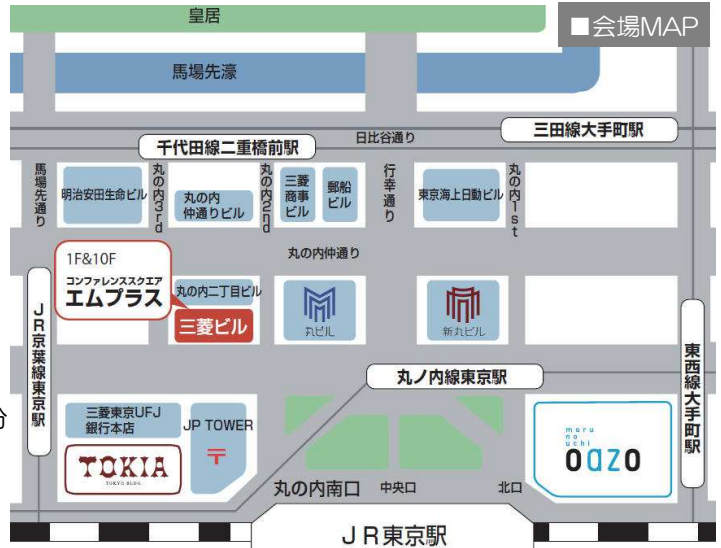 皇居
■会場MAP
馬場先濠
日比谷通り
三田線大手町駅
千代田線二重橋前駅
馬場先通り
明治安田生命ビル
丸の内3rd
丸の内
仲通りビル
丸の内2nd
三菱
商事
ビル
郵船
ビル
行幸通り
東京海上日動ビル
丸の内1st
丸の内仲通り
1F&10F
コンファレンススクエア
エムプラス
丸の内二丁目ビル
三菱ビル
丸ビル
新丸ビル
JR京葉線東京駅
丸ノ内線東京駅
東西線大手町駅
分
三菱東京UFJ
銀行本店
JP TOWER
〒
TOKIA
TOKYO BLDG.
maru
no
uchi
oazo
丸の内南口
中央口
北口
JR東京駅